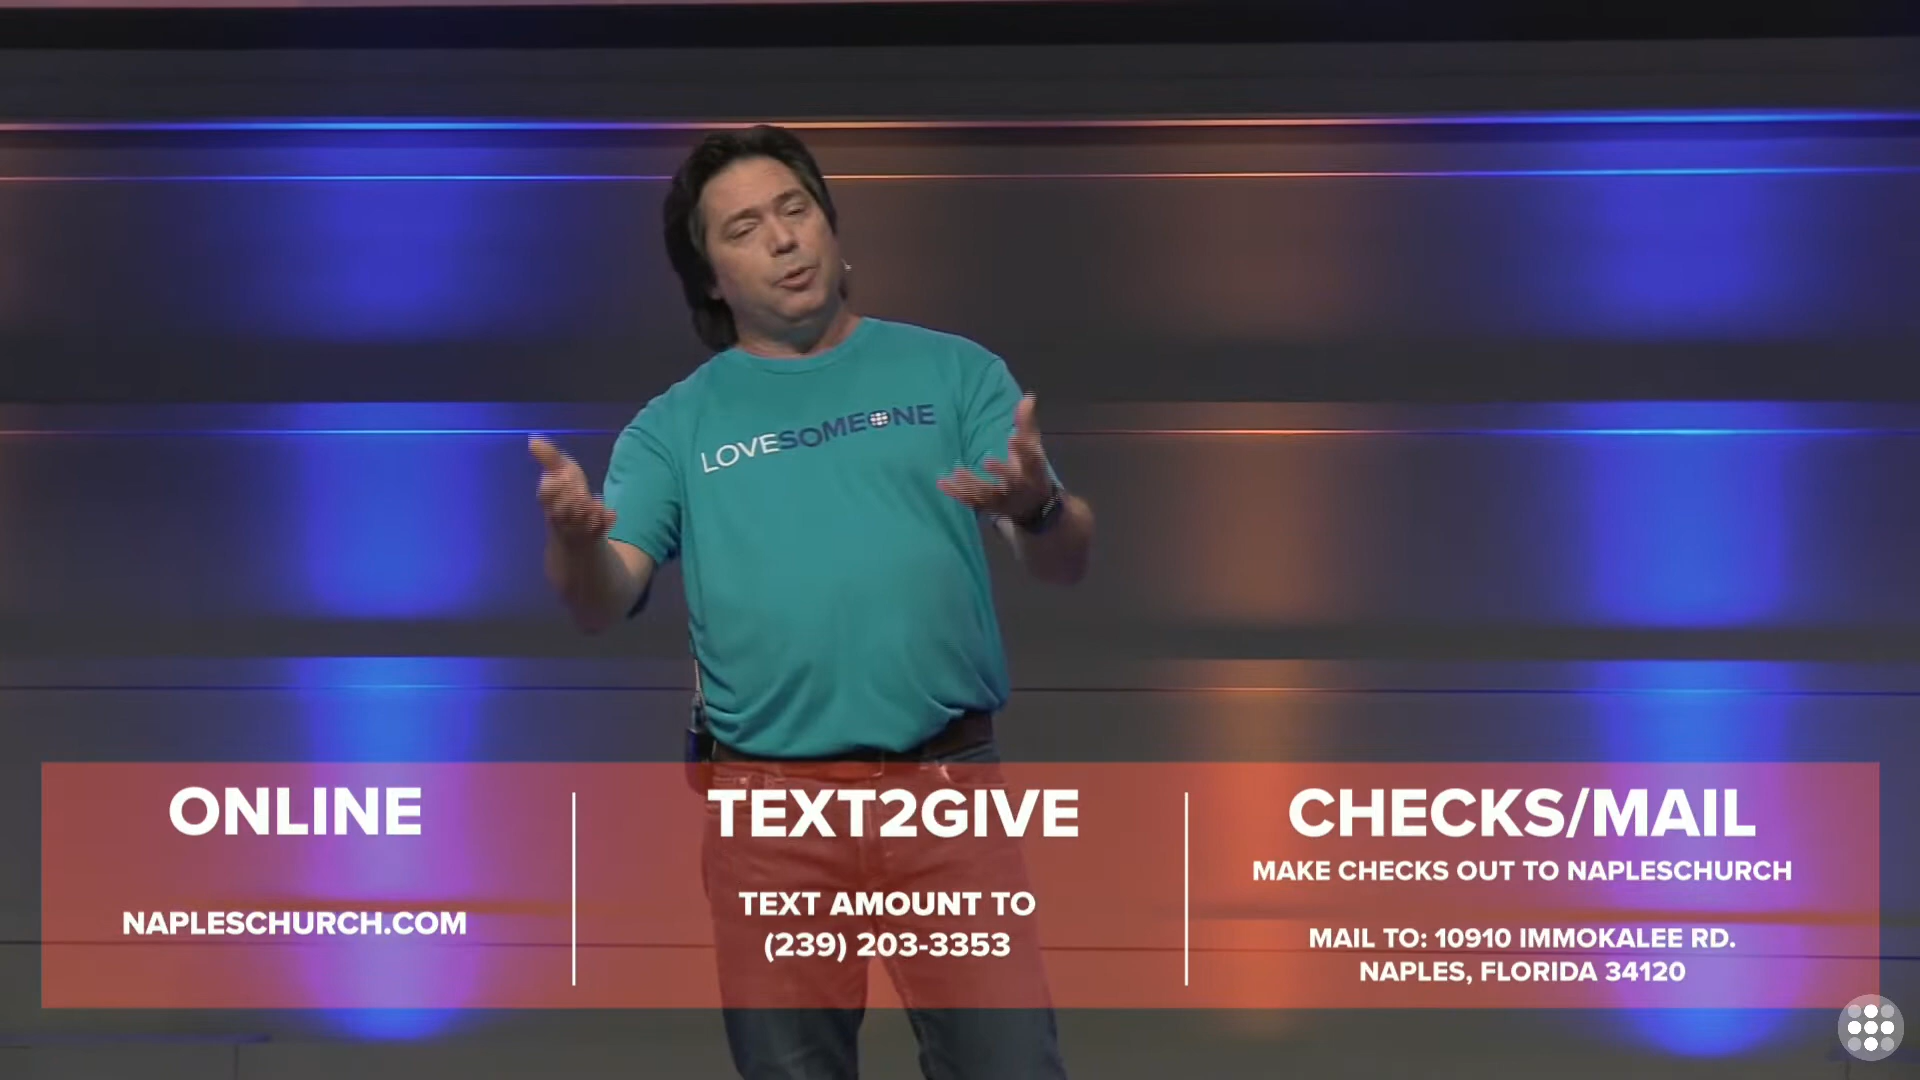 LOVESOMEONE
ONLINE
NAPLESCHURCH.COM
TEXT2GIVE
TEXT AMOUNT TO
(239) 203-3353
CHECKS/MAIL
MAKE CHECKS OUT TO NAPLESCHURCH
MAIL TO: 10910 IMMOKALEE RD.
NAPLES, FLORIDA 34120